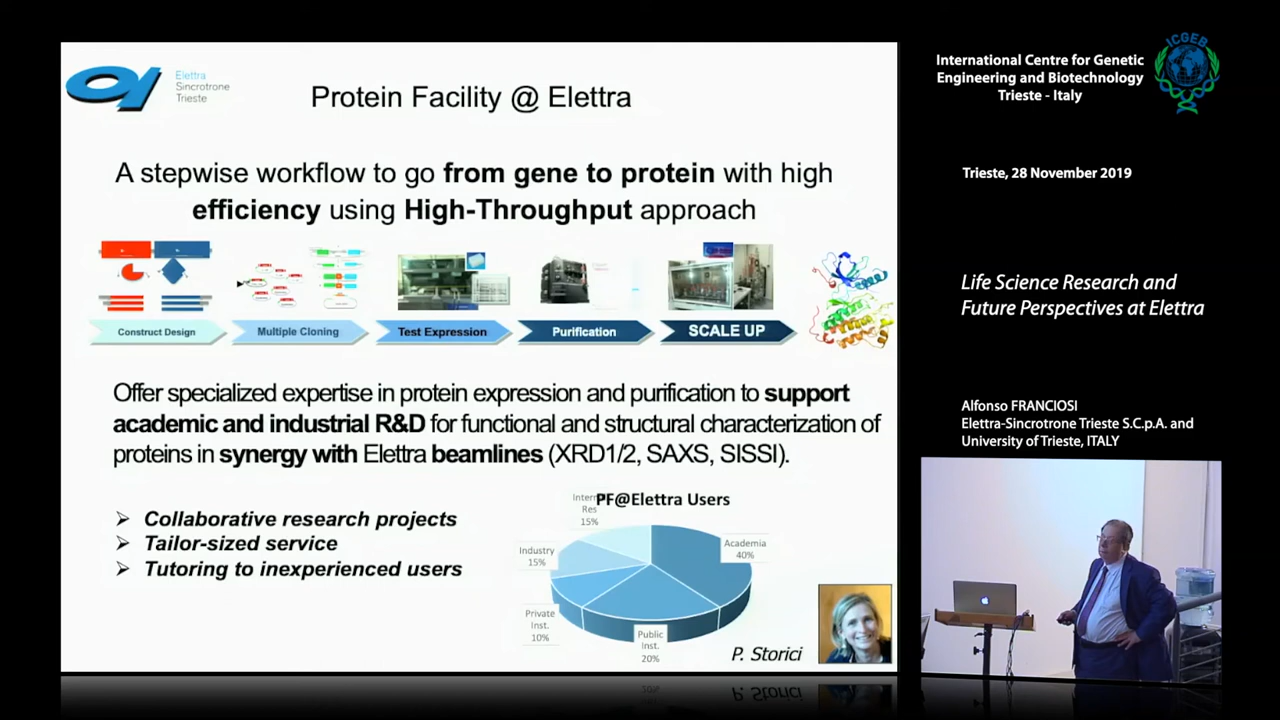 Elettra
Sincrotrone
Trieste
Protein Facility @ Elettra
A stepwise workflow to go from gene to protein with high
efficiency using High-Throughput approach
Construct Design
Multiple Cloning
Test Expression
Purification
SCALE UP
Offer specialized expertise in protein expression and purification to support
academic and industrial R&D for functional and structural characterization of
proteins in synergy with Elettra beamlines (XRD1/2, SAXS, SISSI).
➢ Collaborative research projects
➢ Tailor-sized service
➢ Tutoring to inexperienced users
PF@Elettra Users
Res
15%
Academia
40%
Industry
15%
Private
Inst.
10%
Public
Inst.
20%
P. Storici
International Centre for Genetic
Engineering and Biotechnology
Trieste - Italy
ICGEB
Trieste, 28 November 2019
Life Science Research and
Future Perspectives at Elettra
Alfonso FRANCIOSI
Elettra-Sincrotrone Trieste S.C.p.A. and
University of Trieste, ITALY